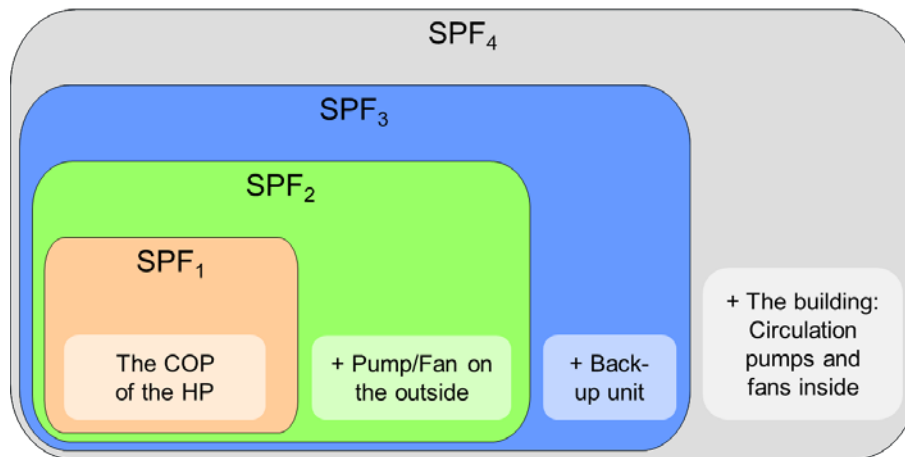 SPF₄
SPF₃
SPF₂
SPF₁
The COP
of the HP
+ Pump/Fan on
the outside
+ Back-
up unit
+ The building:
Circulation
pumps and
fans inside